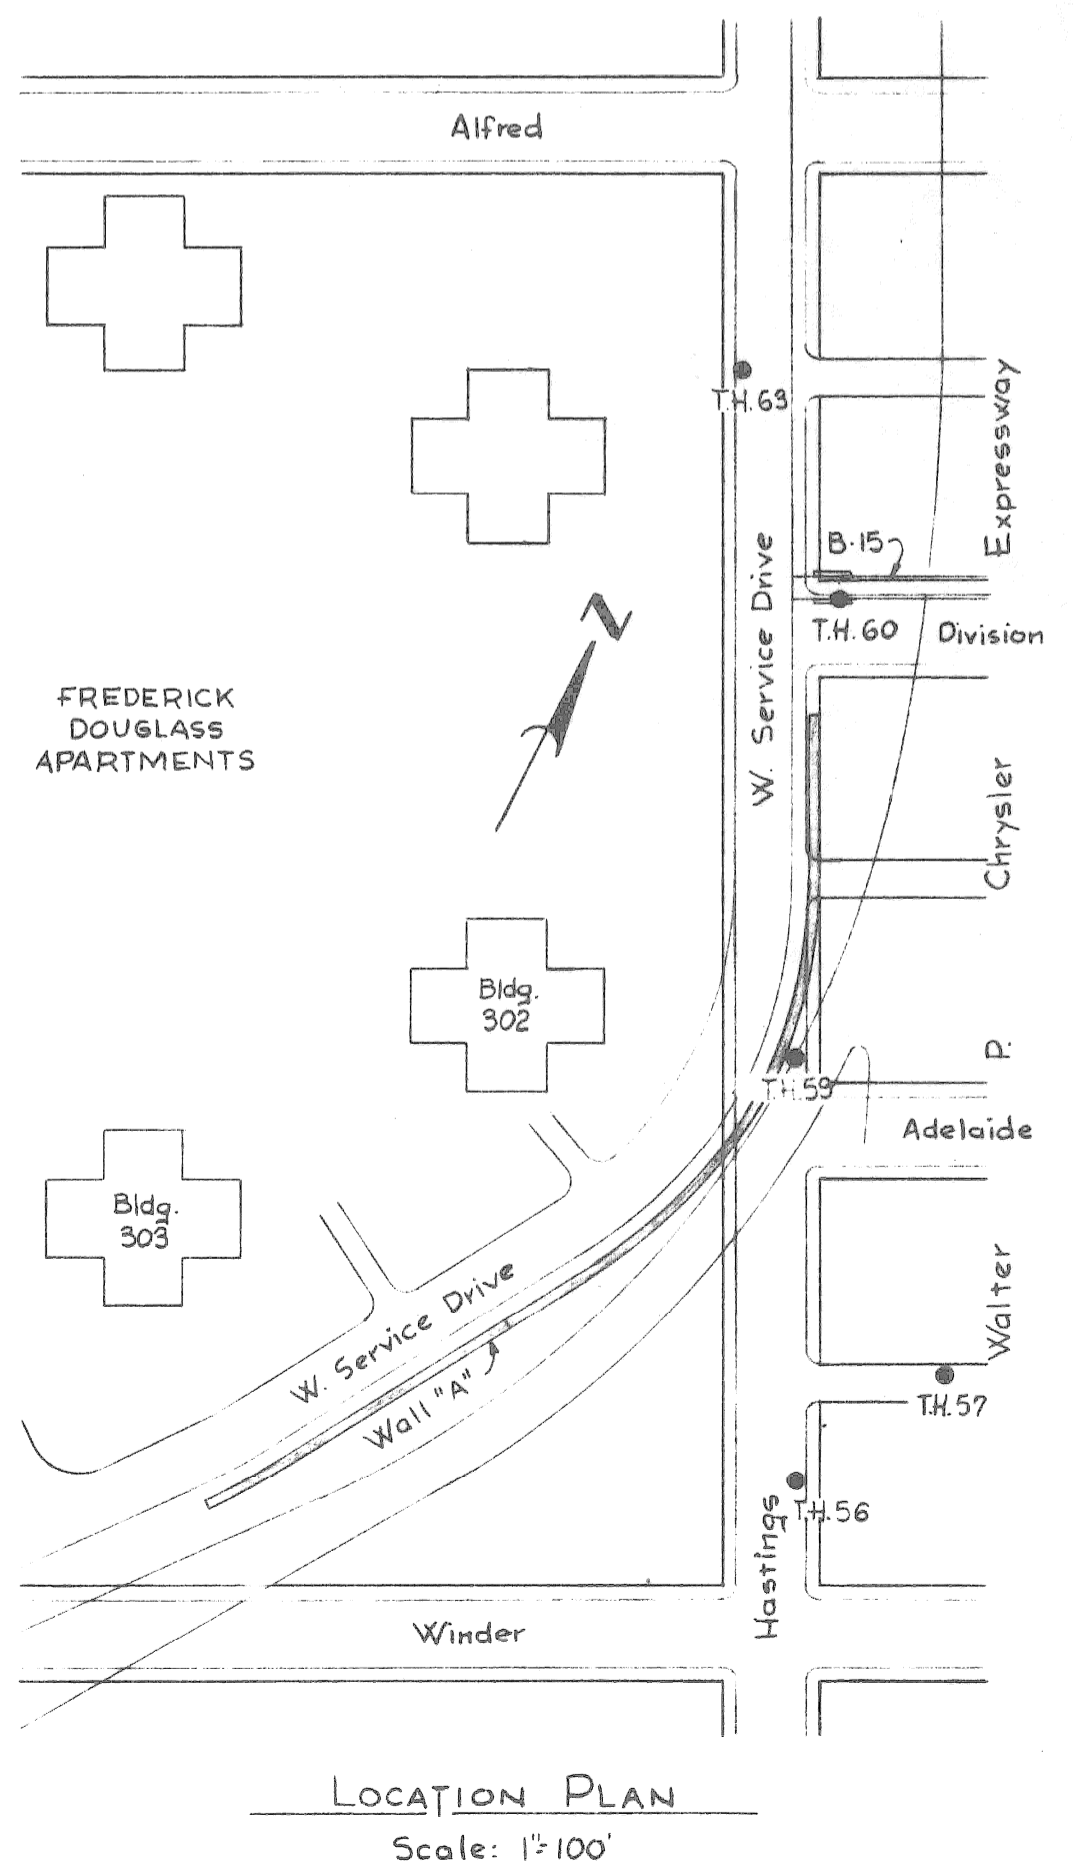 Alfred
T.H. 63
Expressway
B-15
T.H. 60
Division
W. Service Drive
N
FREDERICK
DOUGLASS
APARTMENTS
Chrysler
Bldg.
302
P.
T.H. 59
Adelaide
Bldg.
303
W. Service Drive
Walter
Wall "A"
T.H. 57
T.H. 56
Hastings
Winder
LOCATION PLAN
Scale: 1"=100'